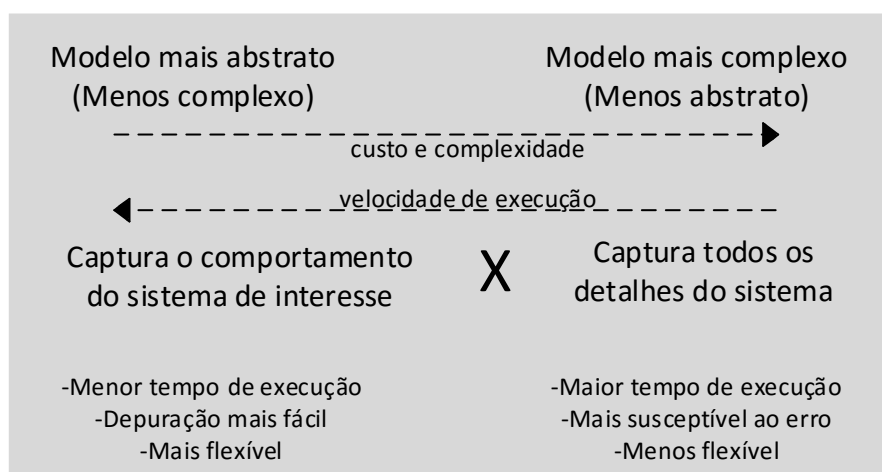 Modelo mais abstrato
(Menos complexo)
Modelo mais complexo
(Menos abstrato)
custo e complexidade
velocidade de execução
Captura o comportamento
do sistema de interesse
X
Captura todos os
detalhes do sistema
-Menor tempo de execução
-Depuração mais fácil
-Mais flexível
-Maior tempo de execução
-Mais susceptível ao erro
-Menos flexível